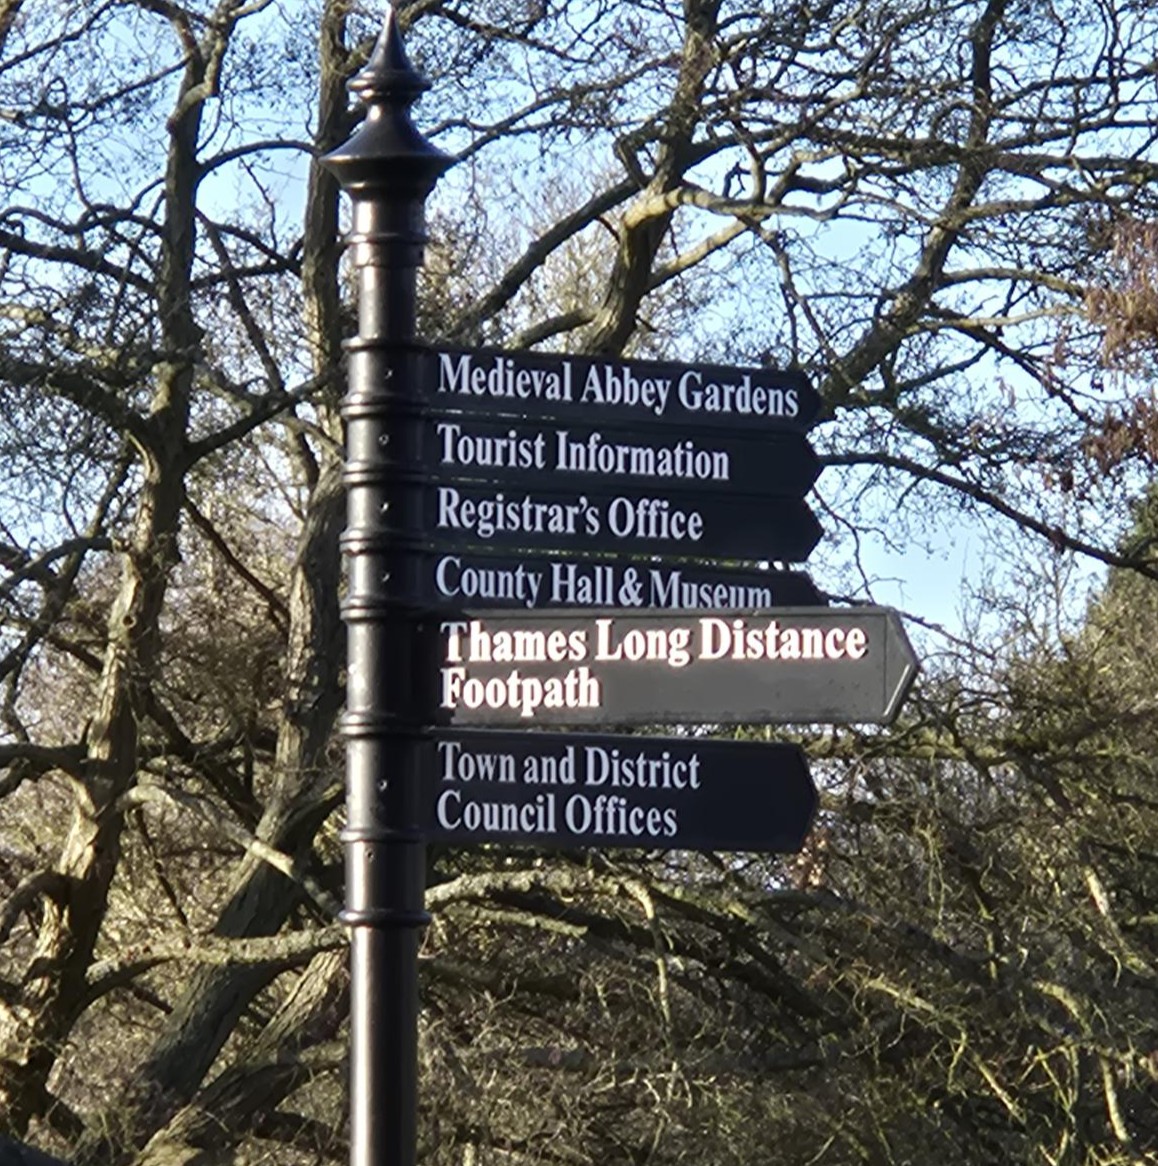 Medieval Abbey Gardens
Tourist Information
Registrar's Office
County Hall & Museum
Thames Long Distance
Footpath
Town and District
Council Offices